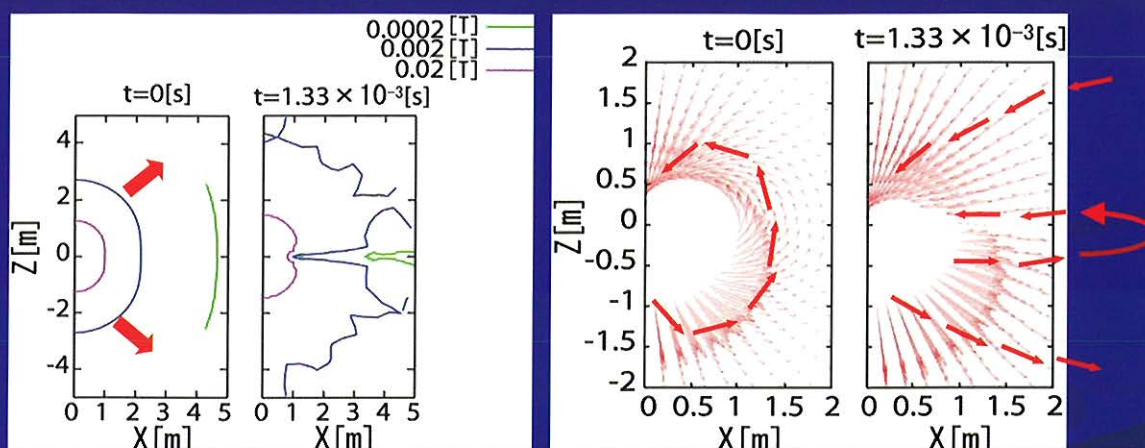 0.0002 [T]
0.002 [T]
0.02 [T]
t=0[s]
t=1.33 × 10⁻³[s]
Z[m]
4
2
0
-2
-4
0 1 2 3 4 5
0 1 2 3 4 5
X[m]
X[m]
t=0[s]
t=1.33 × 10⁻³[s]
Z[m]
2
1.5
1
0.5
0
-0.5
-1
-1.5
-2
0 0.5 1 1.5 2
0 0.5 1 1.5 2
X[m]
X[m]